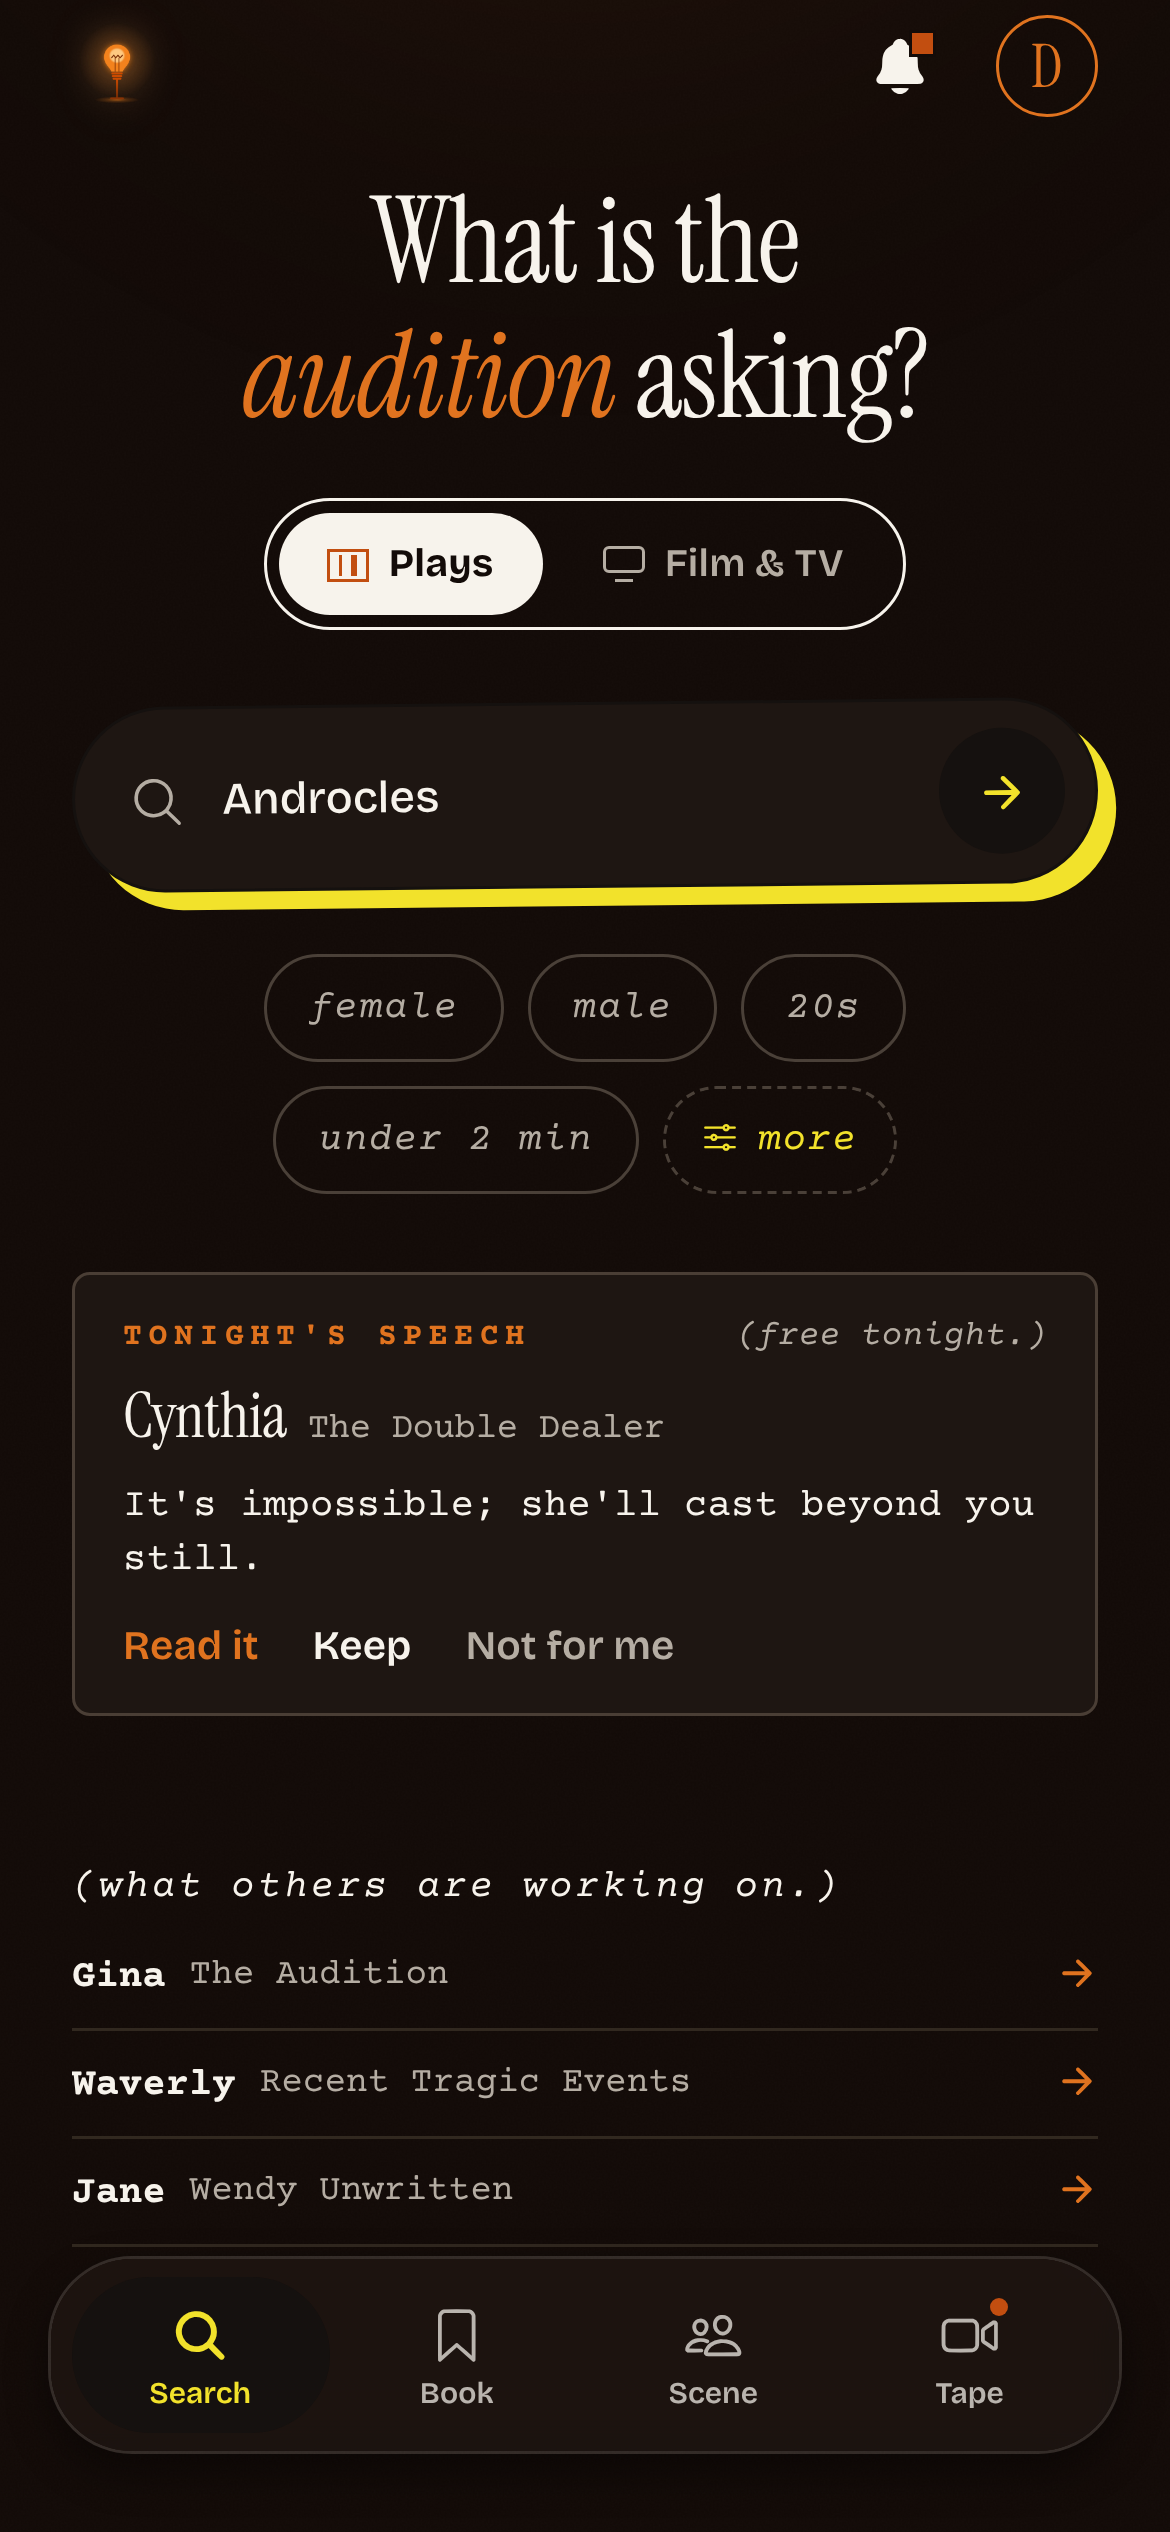 D
What is the
audition asking?
Plays
Film & TV
Androcles
female
male
20s
under 2 min
more
TONIGHT'S SPEECH
(free tonight.)
Cynthia The Double Dealer
It's impossible; she'll cast beyond you
still.
Read it
Keep
Not for me
(what others are working on.)
Gina The Audition
Waverly Recent Tragic Events
Jane Wendy Unwritten
Search
Book
Scene
Tape